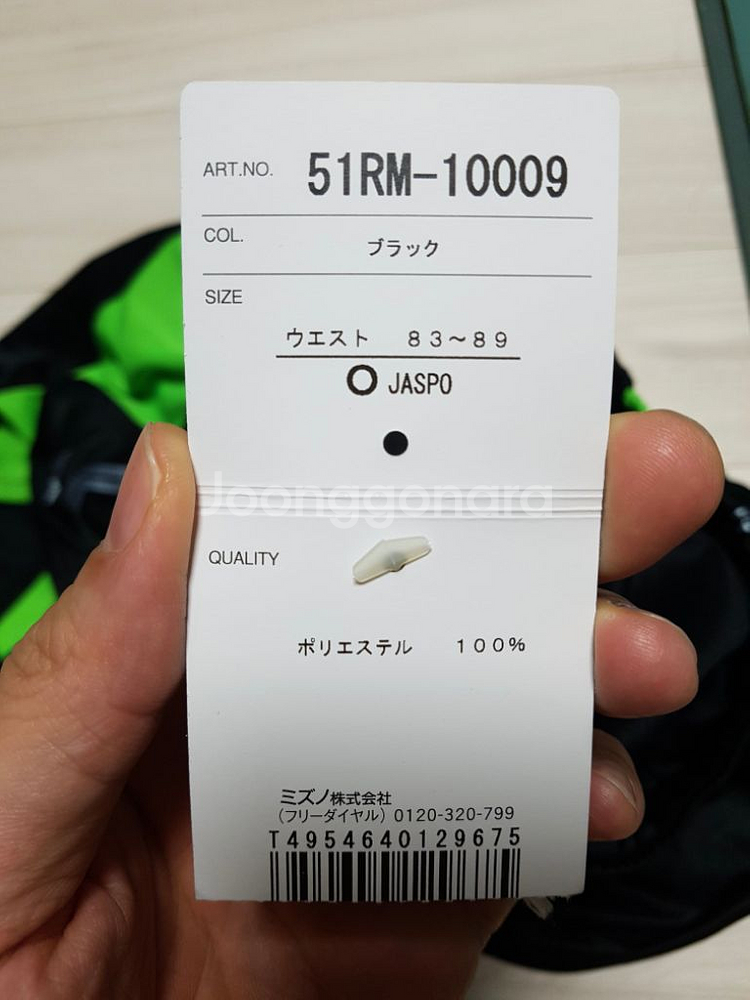 ART.NO. 51RM-10009
COL. ブラック
SIZE
ウエスト 83〜89
O JASPO
Joonggonara
QUALITY
ポリエステル 100%
ミズノ株式会社
（フリーダイヤル）0120-320-799
T4954640129675